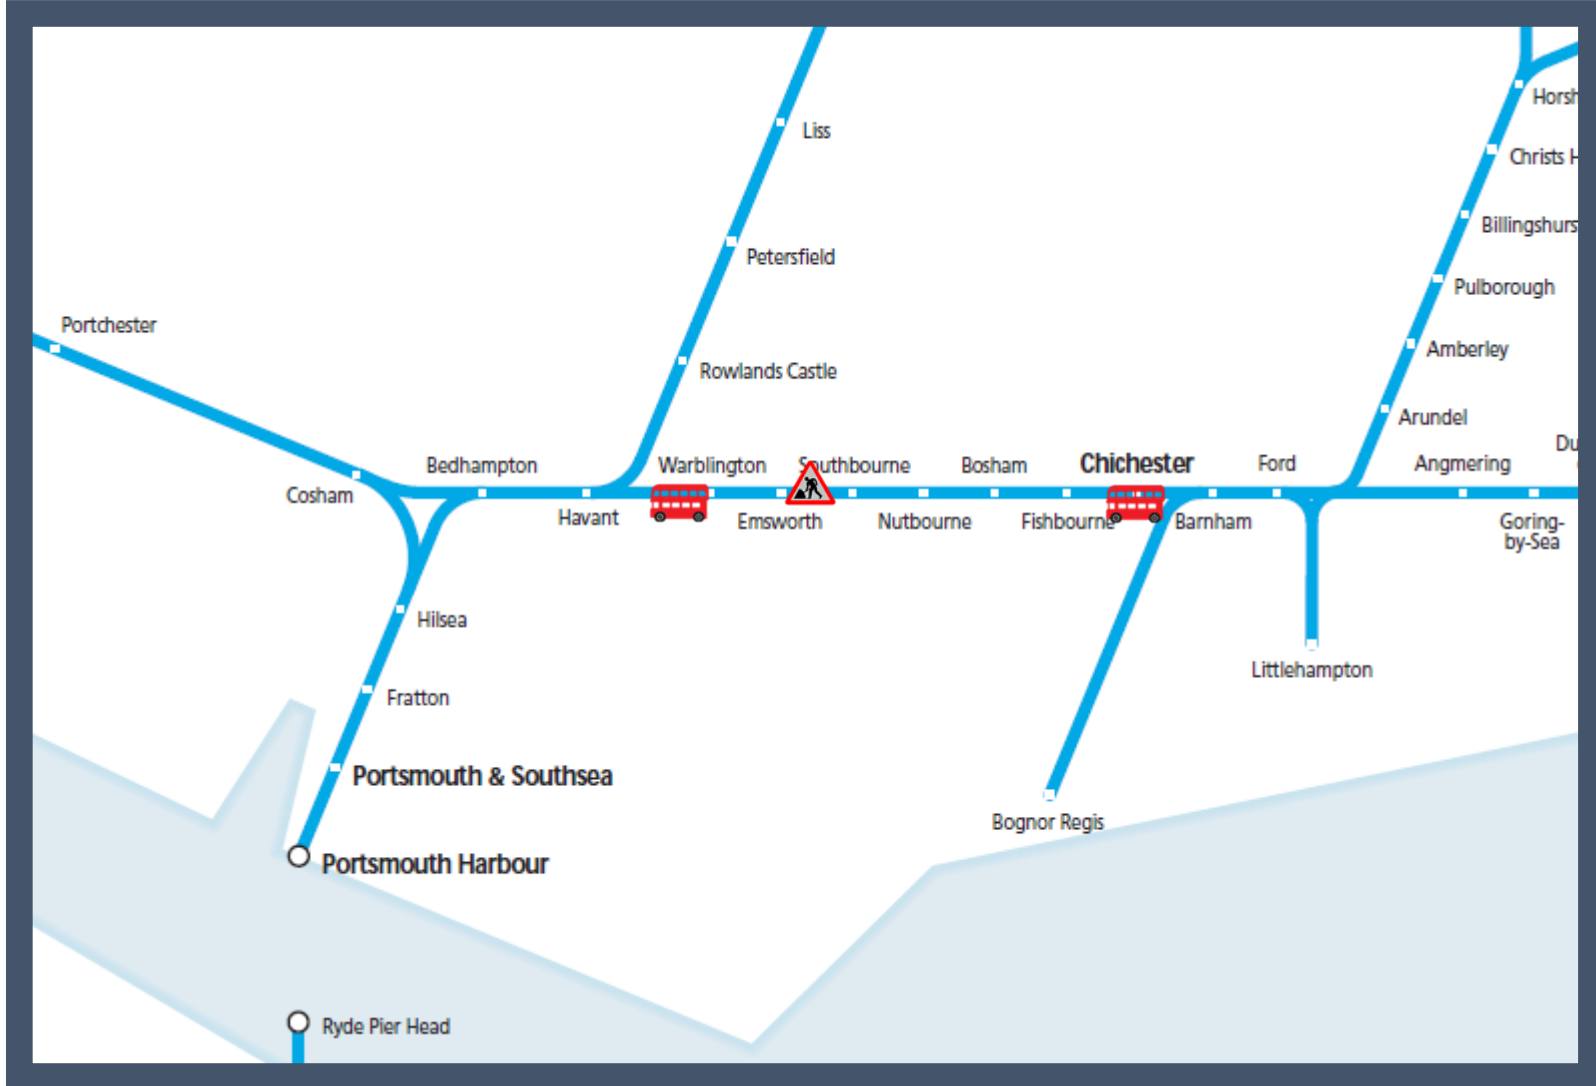 Liss
Horsh
Christs H
Billingshurs
Petersfield
Pulborough
Portchester
Amberley
Rowlands Castle
Arundel
Du
Bedhampton
Warblington
Southbourne
Bosham
Chichester
Ford
Angmering
Cosham
Havant
Emsworth
Nutbourne
Fishbourne
Barnham
Goring-
by-Sea
Hilsea
Littlehampton
Fratton
Portsmouth & Southsea
Bognor Regis
Portsmouth Harbour
Ryde Pier Head